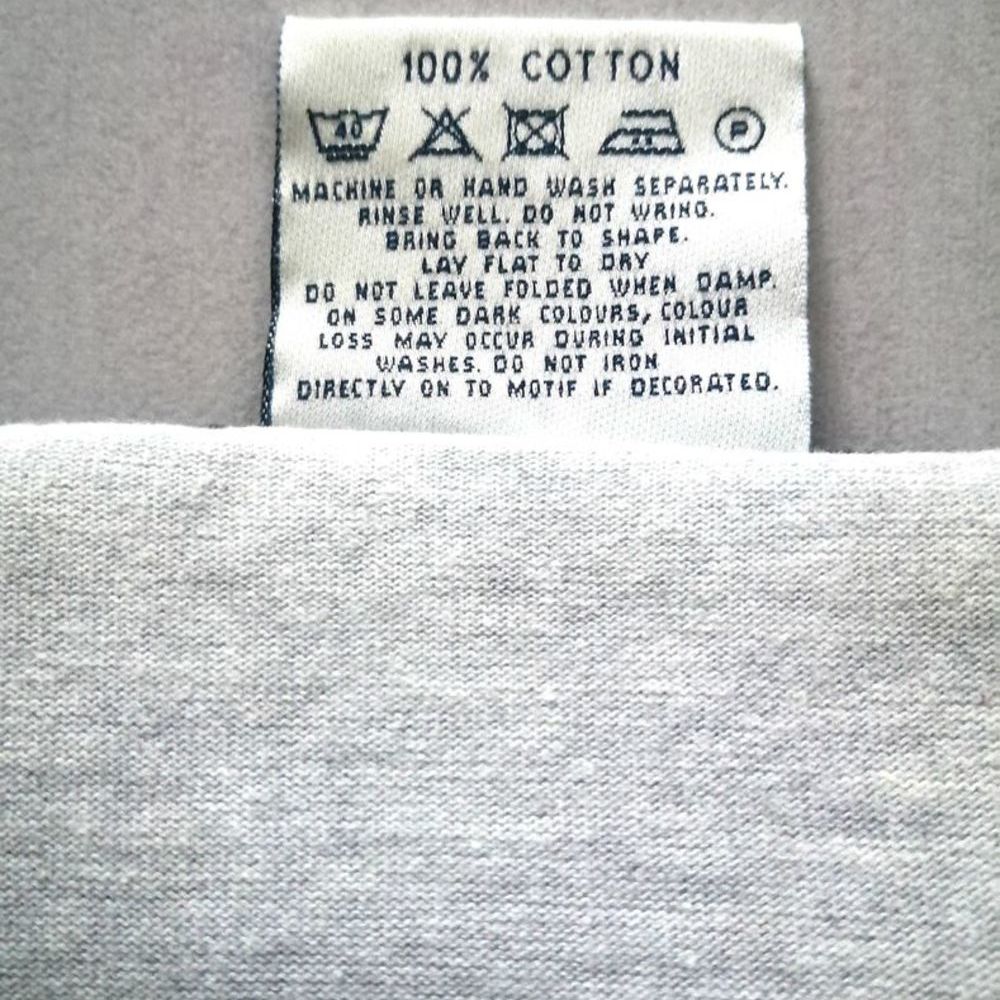 100% COTTON
40
P
MACHINE OR HAND WASH SEPARATELY.
RINSE WELL. DO NOT WRING.
BRING BACK TO SHAPE.
LAY FLAT TO DRY
DO NOT LEAVE FOLDED WHEN DAMP.
ON SOME DARK COLOURS, COLOUR
LOSS MAY OCCUR DURING INITIAL
WASHES. DO NOT IRON
DIRECTLY ON TO MOTIF IF DECORATED.